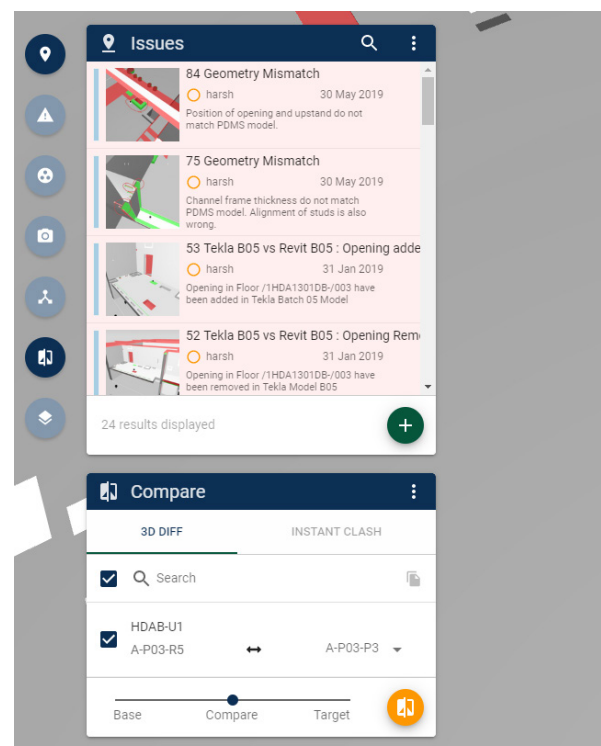 Issues
84 Geometry Mismatch
harsh 30 May 2019
Position of opening and upstand do not
match PDMS model.
75 Geometry Mismatch
harsh 30 May 2019
Channel frame thickness do not match
PDMS model. Alignment of studs is also
wrong.
53 Tekla B05 vs Revit B05 : Opening adde
harsh 31 Jan 2019
Opening in Floor /1HDA1301DB-/003 have
been added in Tekla Batch 05 Model
52 Tekla B05 vs Revit B05 : Opening Rem
harsh 31 Jan 2019
Opening in Floor /1HDA1301DB-/003 have
been removed in Tekla Model B05
24 results displayed
Compare
3D DIFF INSTANT CLASH
Search
HDAB-U1
A-P03-R5 A-P03-P3
Base Compare Target